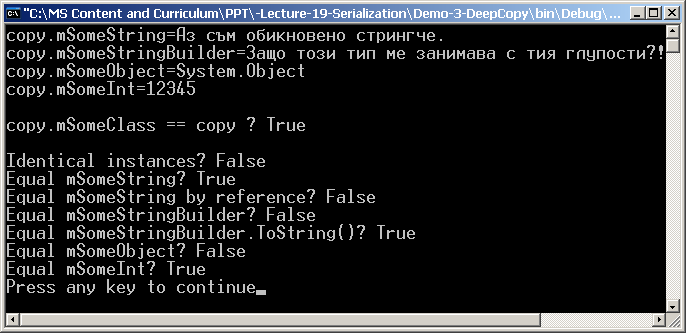 "C:\MS Content and Curriculum\PPT\-Lecture-19-Serialization\Demo-3-DeepCopy\bin\Debug\...
copy.mSomeString=Аз съм обикновено стрингче.
copy.mSomeStringBuilder=Защо този тип ме занимава с тия глупости?!
copy.mSomeObject=System.Object
copy.mSomeInt=12345
copy.mSomeClass == copy ? True
Identical instances? False
Equal mSomeString? True
Equal mSomeString by reference? False
Equal mSomeStringBuilder? False
Equal mSomeStringBuilder.ToString()? True
Equal mSomeObject? False
Equal mSomeInt? True
Press any key to continue_